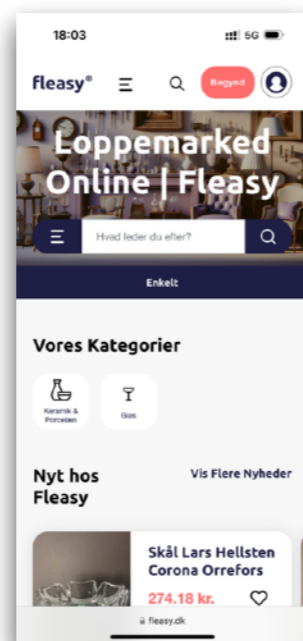 18:03
5G
fleasy®
Begynd
Loppemarked
Online | Fleasy
Hvad leder du efter?
Enkelt
Vores Kategorier
Keramik &
Porcelæn
Glas
Nyt hos
Fleasy
Vis Flere Nyheder
Skål Lars Hellsten
Corona Orrefors
274.18 kr.
fleasy.dk